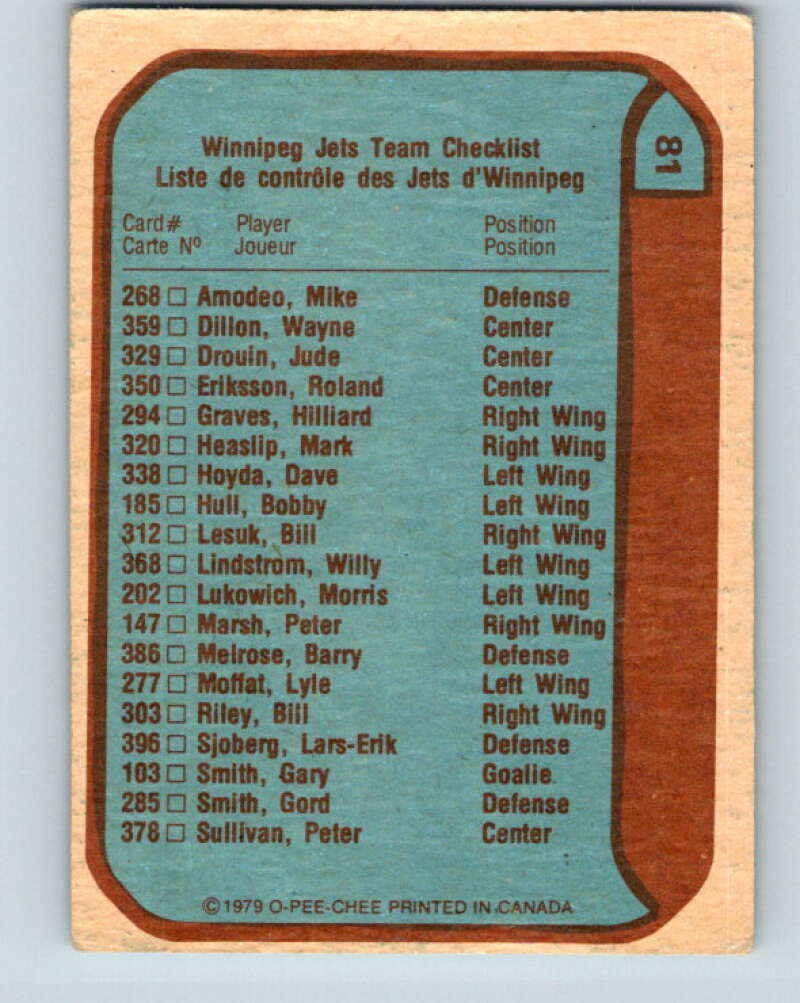 81
Winnipeg Jets Team Checklist
Liste de contrôle des Jets d'Winnipeg
Card# Player Position
Carte Nº Joueur Position
268 □ Amodeo, Mike Defense
359 □ Dillon, Wayne Center
329 □ Drouin, Jude Center
350 □ Eriksson, Roland Center
294 □ Graves, Hilliard Right Wing
320 □ Heaslip, Mark Right Wing
338 □ Hoyda, Dave Left Wing
185 □ Hull, Bobby Left Wing
312 □ Lesuk, Bill Right Wing
368 □ Lindstrom, Willy Left Wing
202 □ Lukowich, Morris Left Wing
147 □ Marsh, Peter Right Wing
386 □ Melrose, Barry Defense
277 □ Moffat, Lyle Left Wing
303 □ Riley, Bill Right Wing
396 □ Sjoberg, Lars-Erik Defense
103 □ Smith, Gary Goalie
285 □ Smith, Gord Defense
378 □ Sullivan, Peter Center
© 1979 O-PEE-CHEE PRINTED IN CANADA